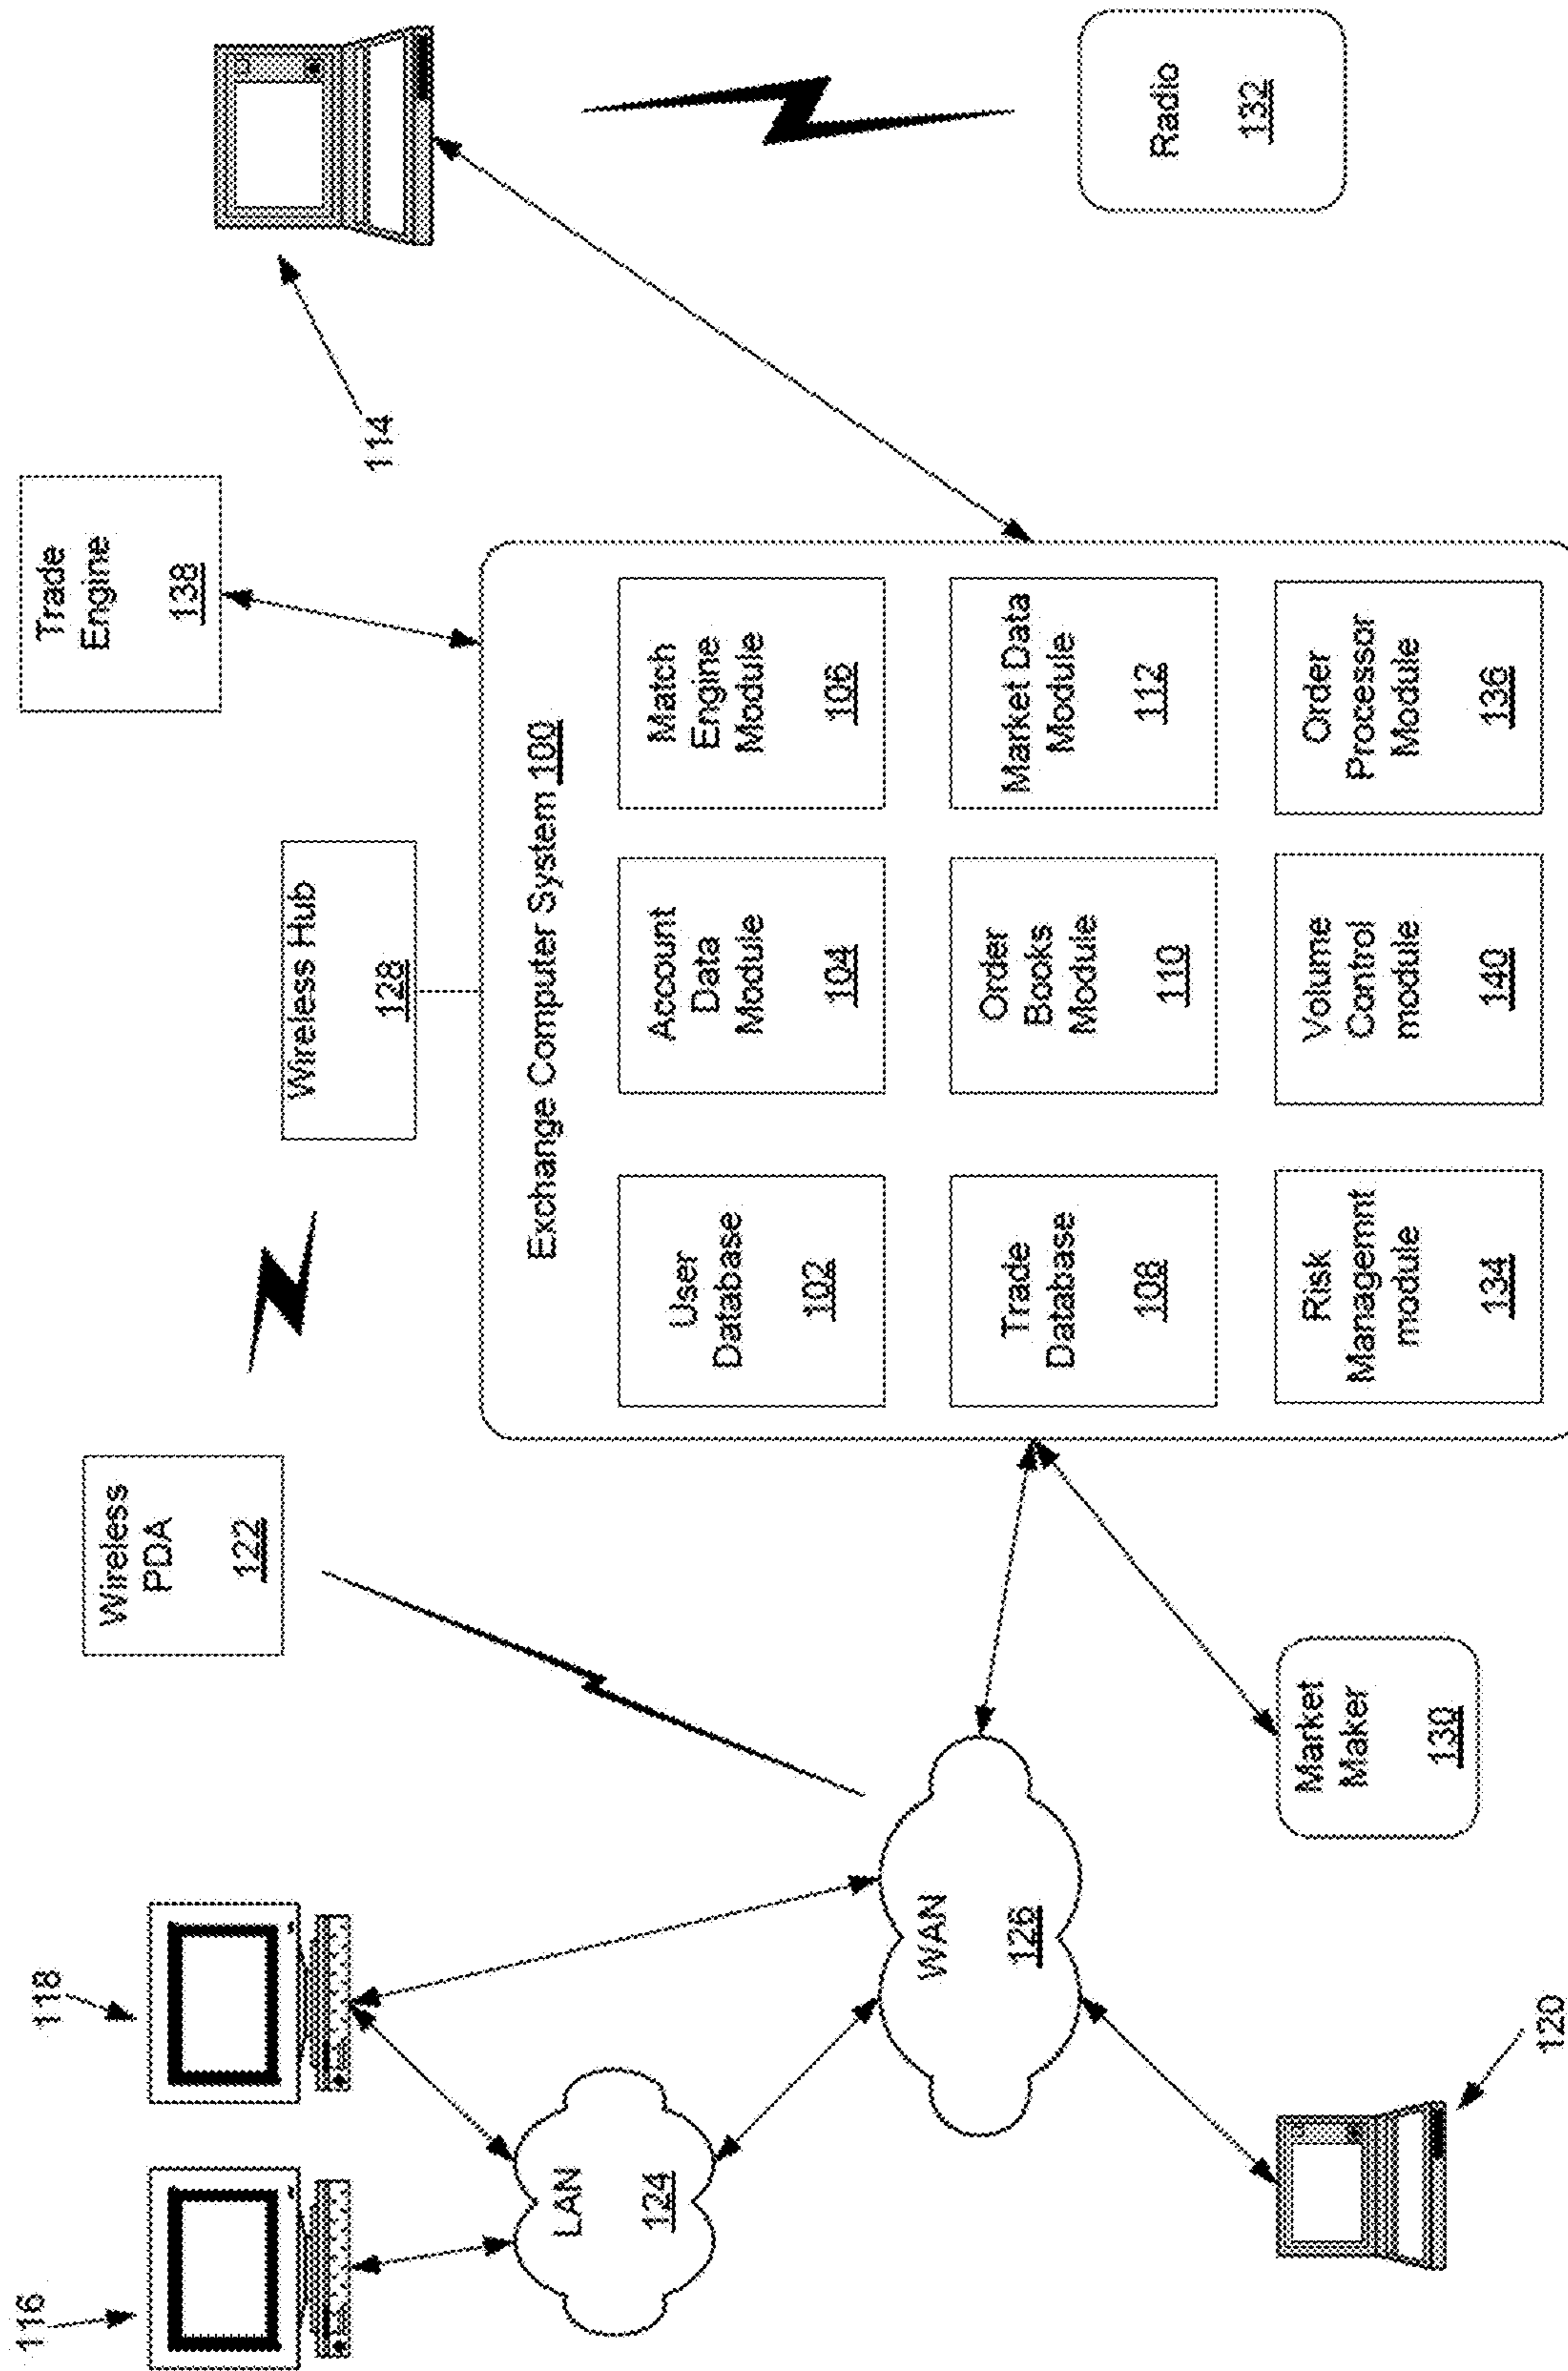 Trade
Engine
138
114
Wireless Hub
128
Wireless
PDA
122
118
116
Exchange Computer System 100
User
Database
102
Account
Data
Module
104
Match
Engine
Module
106
Trade
Database
108
Order
Books
Module
110
Market Data
Module
112
Risk
Managemnt
module
134
Volume
Control
module
140
Order
Processor
Module
136
LAN
124
WAN
126
Market
Maker
130
Radio
132
120